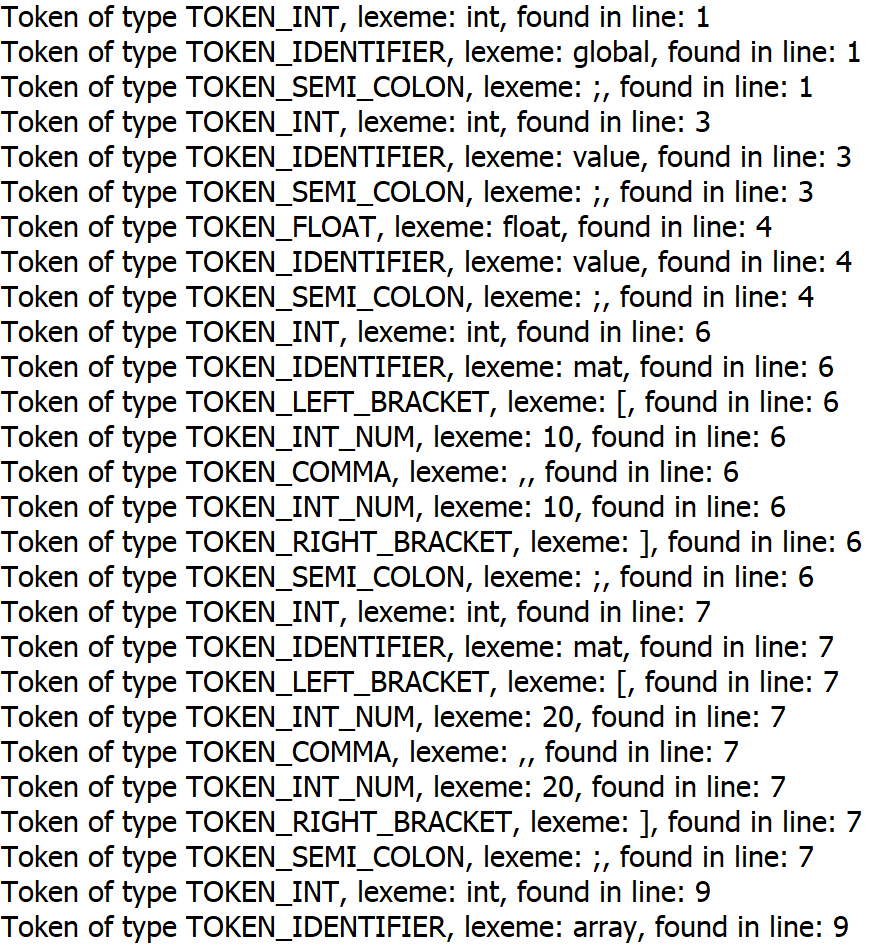 Token of type TOKEN_INT, lexeme: int, found in line: 1
Token of type TOKEN_IDENTIFIER, lexeme: global, found in line: 1
Token of type TOKEN_SEMI_COLON, lexeme: ;, found in line: 1
Token of type TOKEN_INT, lexeme: int, found in line: 3
Token of type TOKEN_IDENTIFIER, lexeme: value, found in line: 3
Token of type TOKEN_SEMI_COLON, lexeme: ;, found in line: 3
Token of type TOKEN_FLOAT, lexeme: float, found in line: 4
Token of type TOKEN_IDENTIFIER, lexeme: value, found in line: 4
Token of type TOKEN_SEMI_COLON, lexeme: ;, found in line: 4
Token of type TOKEN_INT, lexeme: int, found in line: 6
Token of type TOKEN_IDENTIFIER, lexeme: mat, found in line: 6
Token of type TOKEN_LEFT_BRACKET, lexeme: [, found in line: 6
Token of type TOKEN_INT_NUM, lexeme: 10, found in line: 6
Token of type TOKEN_COMMA, lexeme: ,, found in line: 6
Token of type TOKEN_INT_NUM, lexeme: 10, found in line: 6
Token of type TOKEN_RIGHT_BRACKET, lexeme: ], found in line: 6
Token of type TOKEN_SEMI_COLON, lexeme: ;, found in line: 6
Token of type TOKEN_INT, lexeme: int, found in line: 7
Token of type TOKEN_IDENTIFIER, lexeme: mat, found in line: 7
Token of type TOKEN_LEFT_BRACKET, lexeme: [, found in line: 7
Token of type TOKEN_INT_NUM, lexeme: 20, found in line: 7
Token of type TOKEN_COMMA, lexeme: ,, found in line: 7
Token of type TOKEN_INT_NUM, lexeme: 20, found in line: 7
Token of type TOKEN_RIGHT_BRACKET, lexeme: ], found in line: 7
Token of type TOKEN_SEMI_COLON, lexeme: ;, found in line: 7
Token of type TOKEN_INT, lexeme: int, found in line: 9
Token of type TOKEN_IDENTIFIER, lexeme: array, found in line: 9